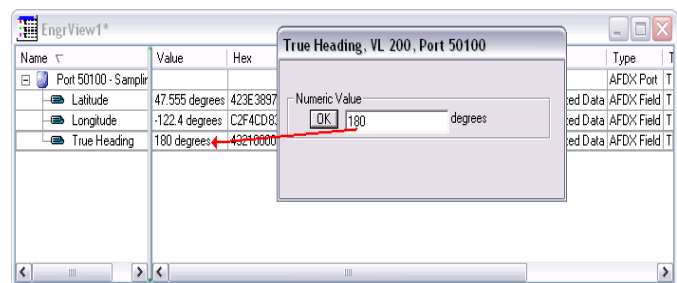 EngrView1*
True Heading, VL 200, Port 50100
Name Value Hex Type
Port 50100 - Samplin AFDX Port
Latitude 47.555 degrees 423E3897 ted Data AFDX Field
Longitude -122.4 degrees C2F4CD83 ted Data AFDX Field
True Heading 180 degrees ted Data AFDX Field
Numeric Value
OK 180 degrees